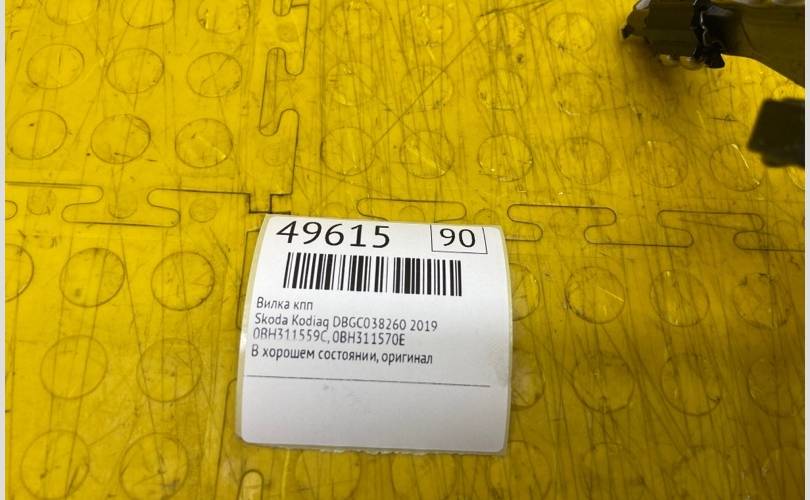 49615 90
Вилка кпп
Skoda Kodiaq DBGC038260 2019
0BH311559C, 0BH311570E
В хорошем состоянии, оригинал